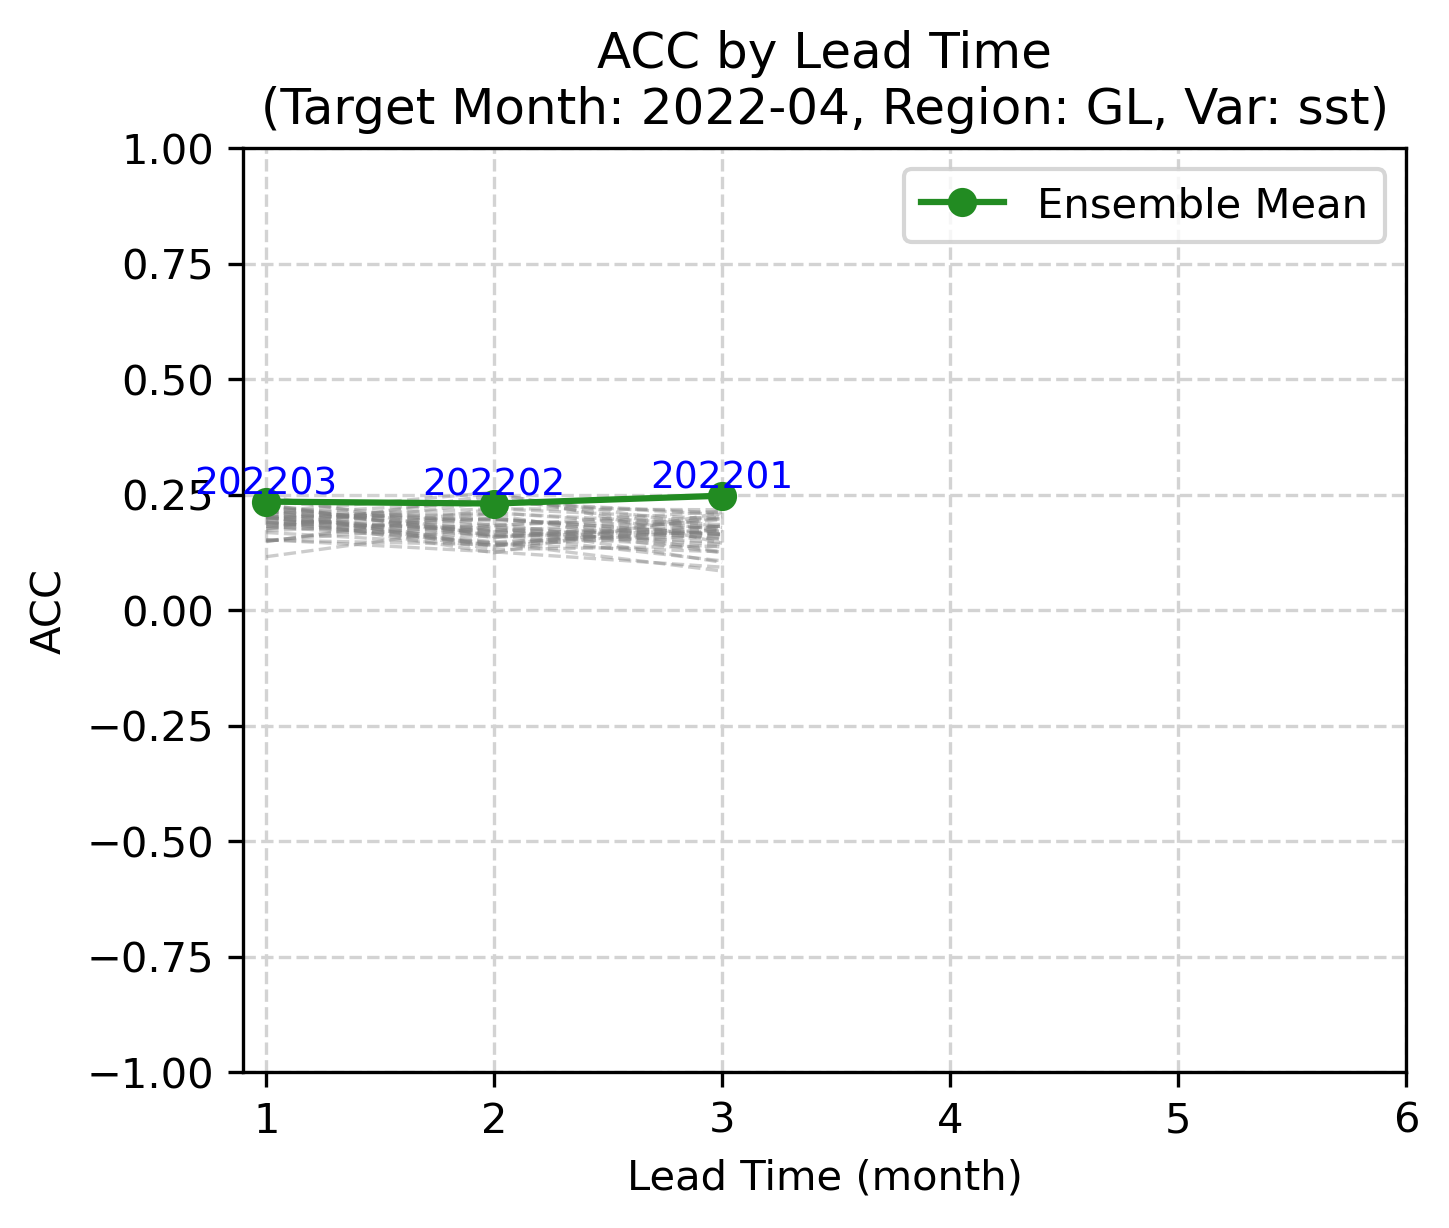 ACC by Lead Time
(Target Month: 2022-04, Region: GL, Var: sst)
1.00
Ensemble Mean
0.75
0.50
202203
202202
202201
0.25
ACC
0.00
−0.25
−0.50
−0.75
−1.00
1 2 3 4 5 6
Lead Time (month)